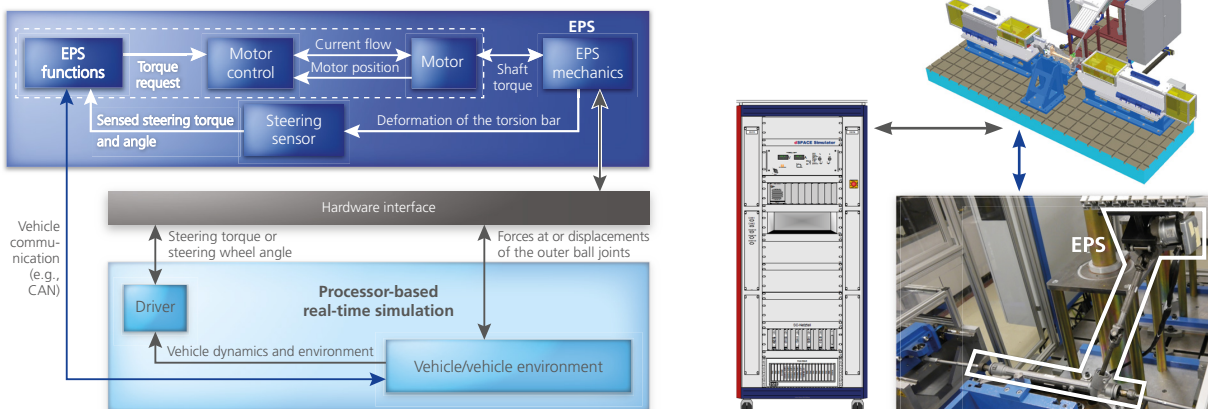 EPS
EPS
functions
Torque
request
Motor
control
Current flow
Motor position
Motor
Shaft
torque
EPS
mechanics
Sensed steering torque
and angle
Steering
sensor
Deformation of the torsion bar
Hardware interface
Vehicle
commu-
nication
(e.g.,
CAN)
Steering torque or
steering wheel angle
Forces at or displacements
of the outer ball joints
Processor-based
real-time simulation
Driver
Vehicle dynamics and environment
Vehicle/vehicle environment
dSPACE Simulator
EPS